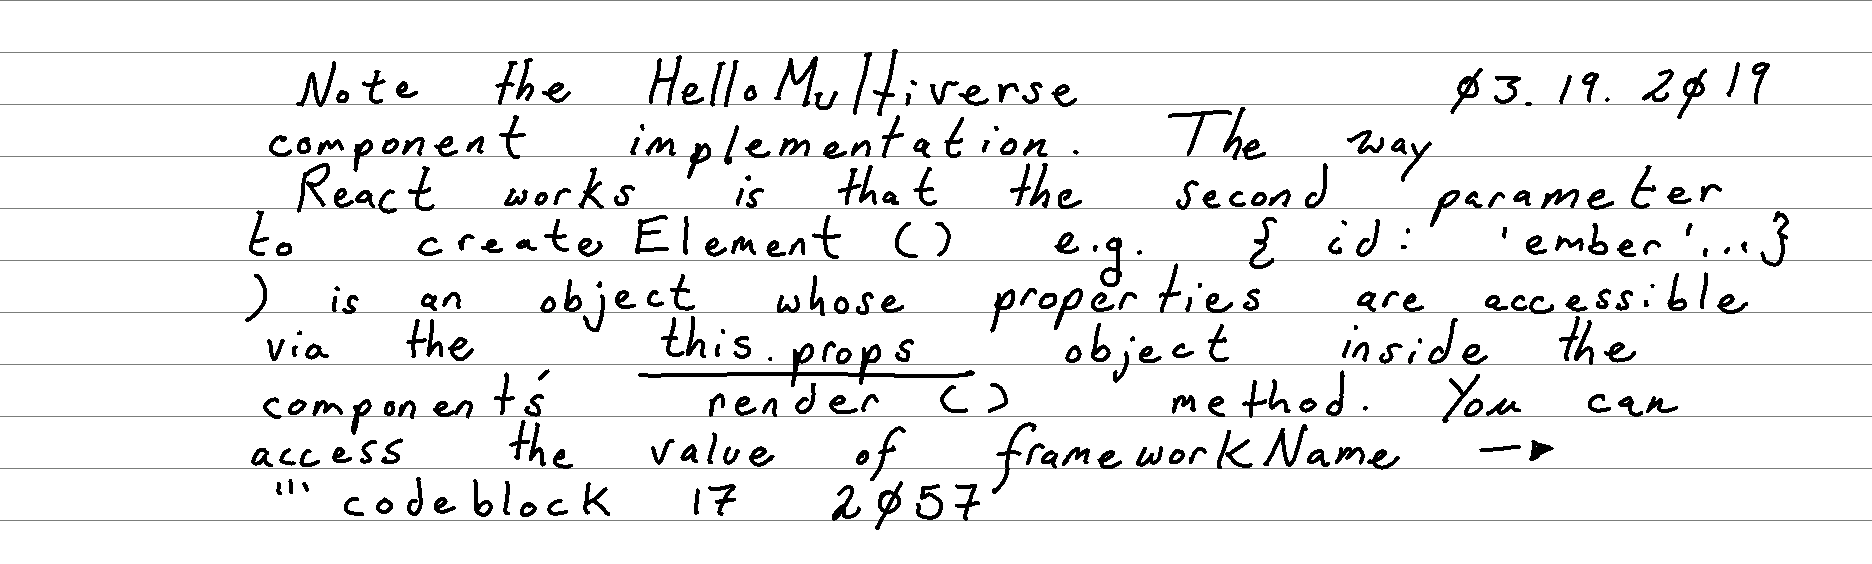 Note the HelloMultiverse ø3.19.2ø19
component implementation. The way
React works is that the second parameter
to createElement () e.g. { id: 'ember'...}
) is an object whose properties are accessible
via the this.props object inside the
component's render () method. You can
access the value of frameworkName →
''' codeblock 17 2ø57